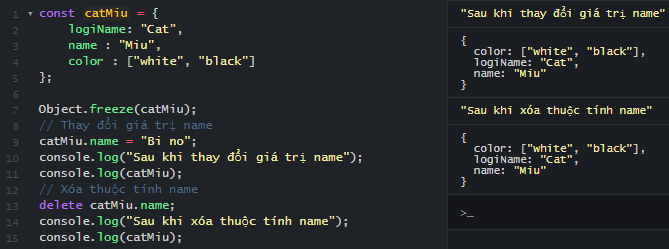 1 const catMiu = {
2 logiName: "Cat",
3 name : "Miu",
4 color : ["white", "black"]
5 };
6
7 Object.freeze(catMiu);
8 // Thay đổi giá trị name
9 catMiu.name = "Bi no";
10 console.log("Sau khi thay đổi giá trị name");
11 console.log(catMiu);
12 // Xóa thuộc tính name
13 delete catMiu.name;
14 console.log("Sau khi xóa thuộc tính name");
15 console.log(catMiu);
"Sau khi thay đổi giá trị name"
{
color: ["white", "black"],
logiName: "Cat",
name: "Miu"
}
"Sau khi xóa thuộc tính name"
{
color: ["white", "black"],
logiName: "Cat",
name: "Miu"
}
>_